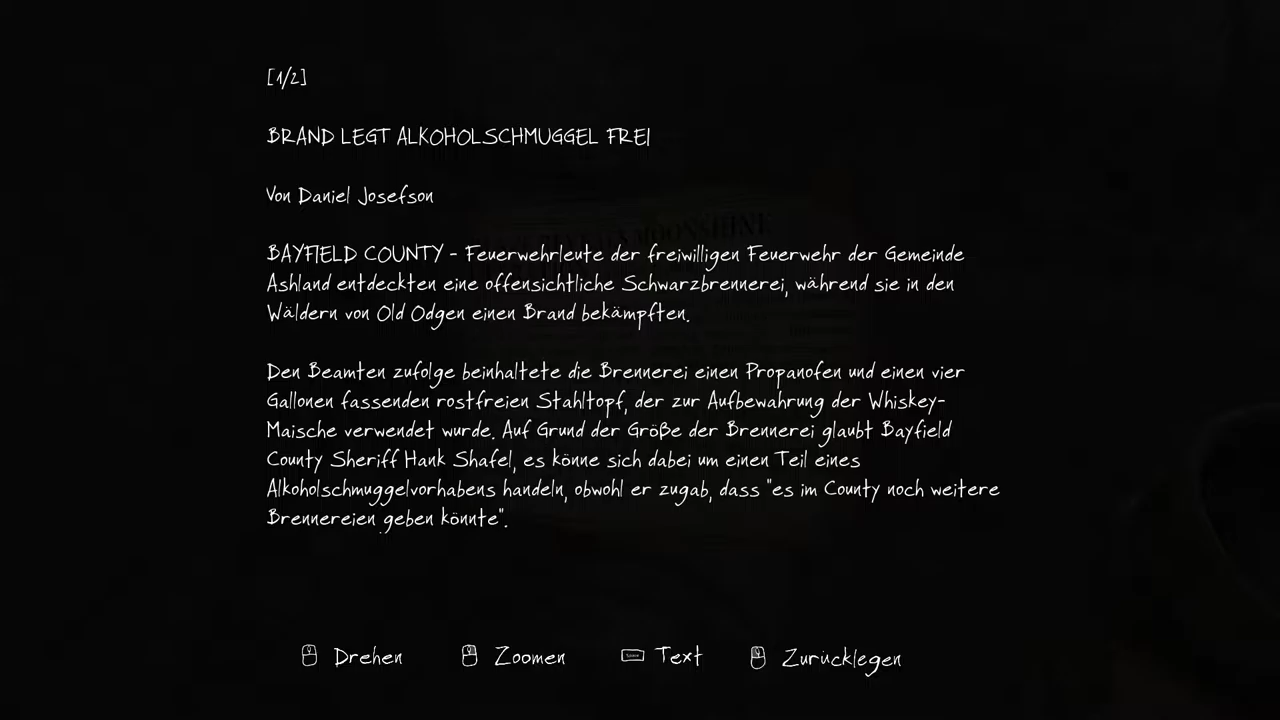 [1/2]
BRAND LEGT ALKOHOLSCHMUGGEL FREI
Von Daniel Josefson
BAYFIELD COUNTY - Feuerwehrleute der freiwilligen Feuerwehr der Gemeinde
Ashland entdeckten eine offensichtliche Schwarzbrennerei, während sie in den
Wäldern von Old Odgen einen Brand bekämpften.
Den Beamten zufolge beinhaltete die Brennerei einen Propanofen und einen vier
Gallonen fassenden rostfreien Stahltopf, der zur Aufbewahrung der Whiskey-
Maische verwendet wurde. Auf Grund der Größe der Brennerei glaubt Bayfield
County Sheriff Hank Shafel, es könne sich dabei um einen Teil eines
Alkoholschmuggelvorhabens handeln, obwohl er zugab, dass "es im County noch weitere
Brennereien geben könnte".
Drehen Zoomen Text Zurücklegen